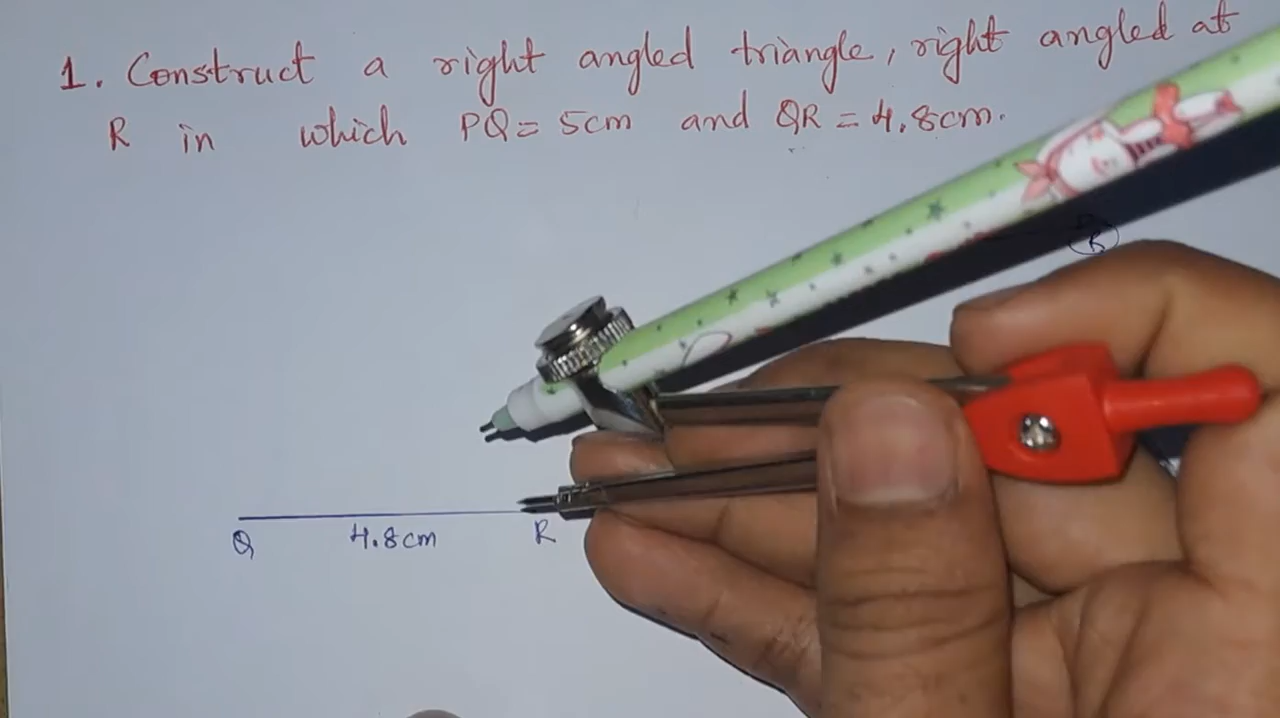 1. Construct a right angled triangle, right angled at
R in which PQ = 5cm and QR = 4.8cm.
Q 4.8cm R